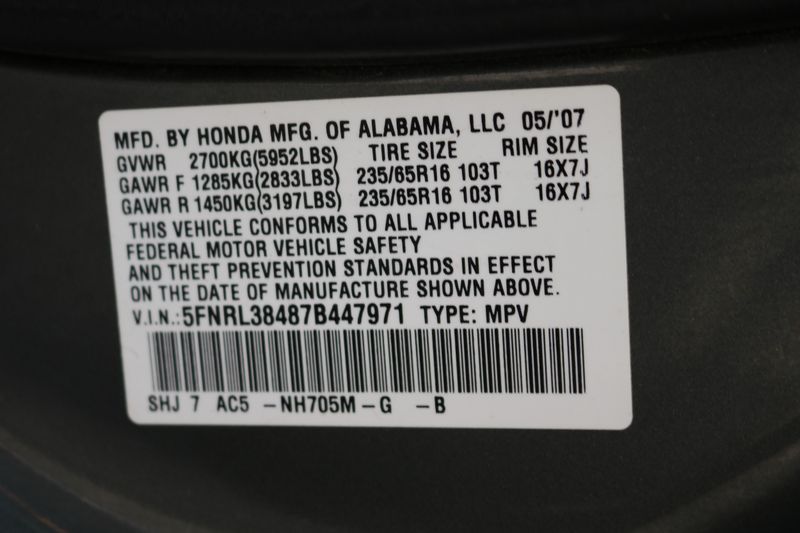 MFD. BY HONDA MFG. OF ALABAMA, LLC 05/'07
GVWR 2700KG(5952LBS) TIRE SIZE RIM SIZE
GAWR F 1285KG(2833LBS) 235/65R16 103T 16X7J
GAWR R 1450KG(3197LBS) 235/65R16 103T 16X7J
THIS VEHICLE CONFORMS TO ALL APPLICABLE
FEDERAL MOTOR VEHICLE SAFETY
AND THEFT PREVENTION STANDARDS IN EFFECT
ON THE DATE OF MANUFACTURE SHOWN ABOVE.
V.I.N.:5FNRL38487B447971 TYPE: MPV
SHJ 7 AC5 -NH705M-G -B